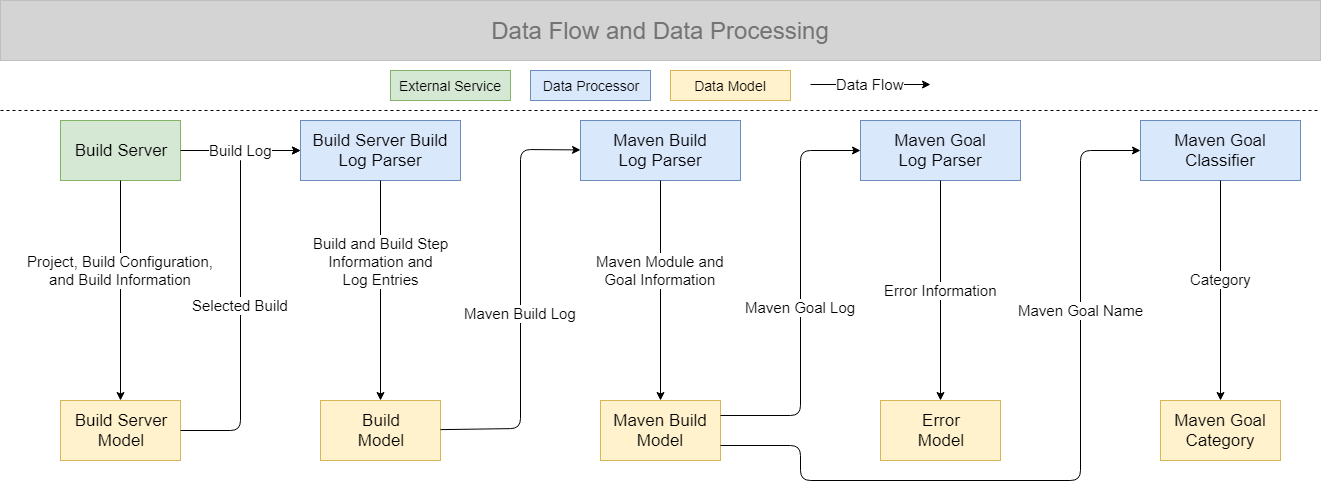 Data Flow and Data Processing
External Service
Data Processor
Data Model
Data Flow
Build Server
Build Log
Build Server Build
Log Parser
Maven Build
Log Parser
Maven Goal
Log Parser
Maven Goal
Classifier
Project, Build Configuration,
and Build Information
Selected Build
Build and Build Step
Information and
Log Entries
Maven Build Log
Maven Module and
Goal Information
Maven Goal Log
Error Information
Maven Goal Name
Category
Build Server
Model
Build
Model
Maven Build
Model
Error
Model
Maven Goal
Category